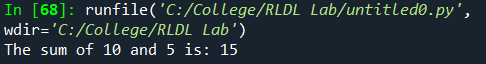 In [68]: runfile('C:/College/RLDL Lab/untitled0.py',
wdir='C:/College/RLDL Lab')
The sum of 10 and 5 is: 15